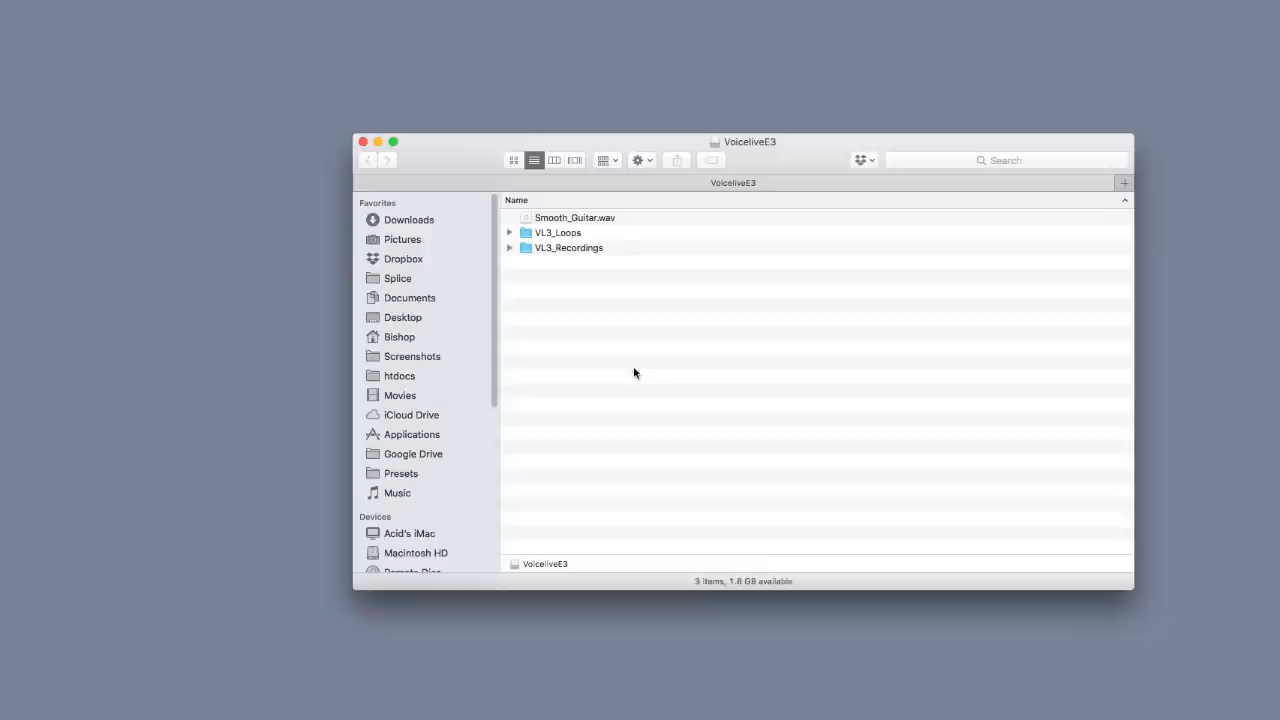 VoiceliveE3
Search
VoiceliveE3
Favorites
Downloads
Pictures
Dropbox
Splice
Documents
Desktop
Bishop
Screenshots
htdocs
Movies
iCloud Drive
Applications
Google Drive
Presets
Music
Devices
Acid's iMac
Macintosh HD
Remote Disc
Name
Smooth_Guitar.wav
VL3_Loops
VL3_Recordings
VoiceliveE3
3 items, 1.8 GB available